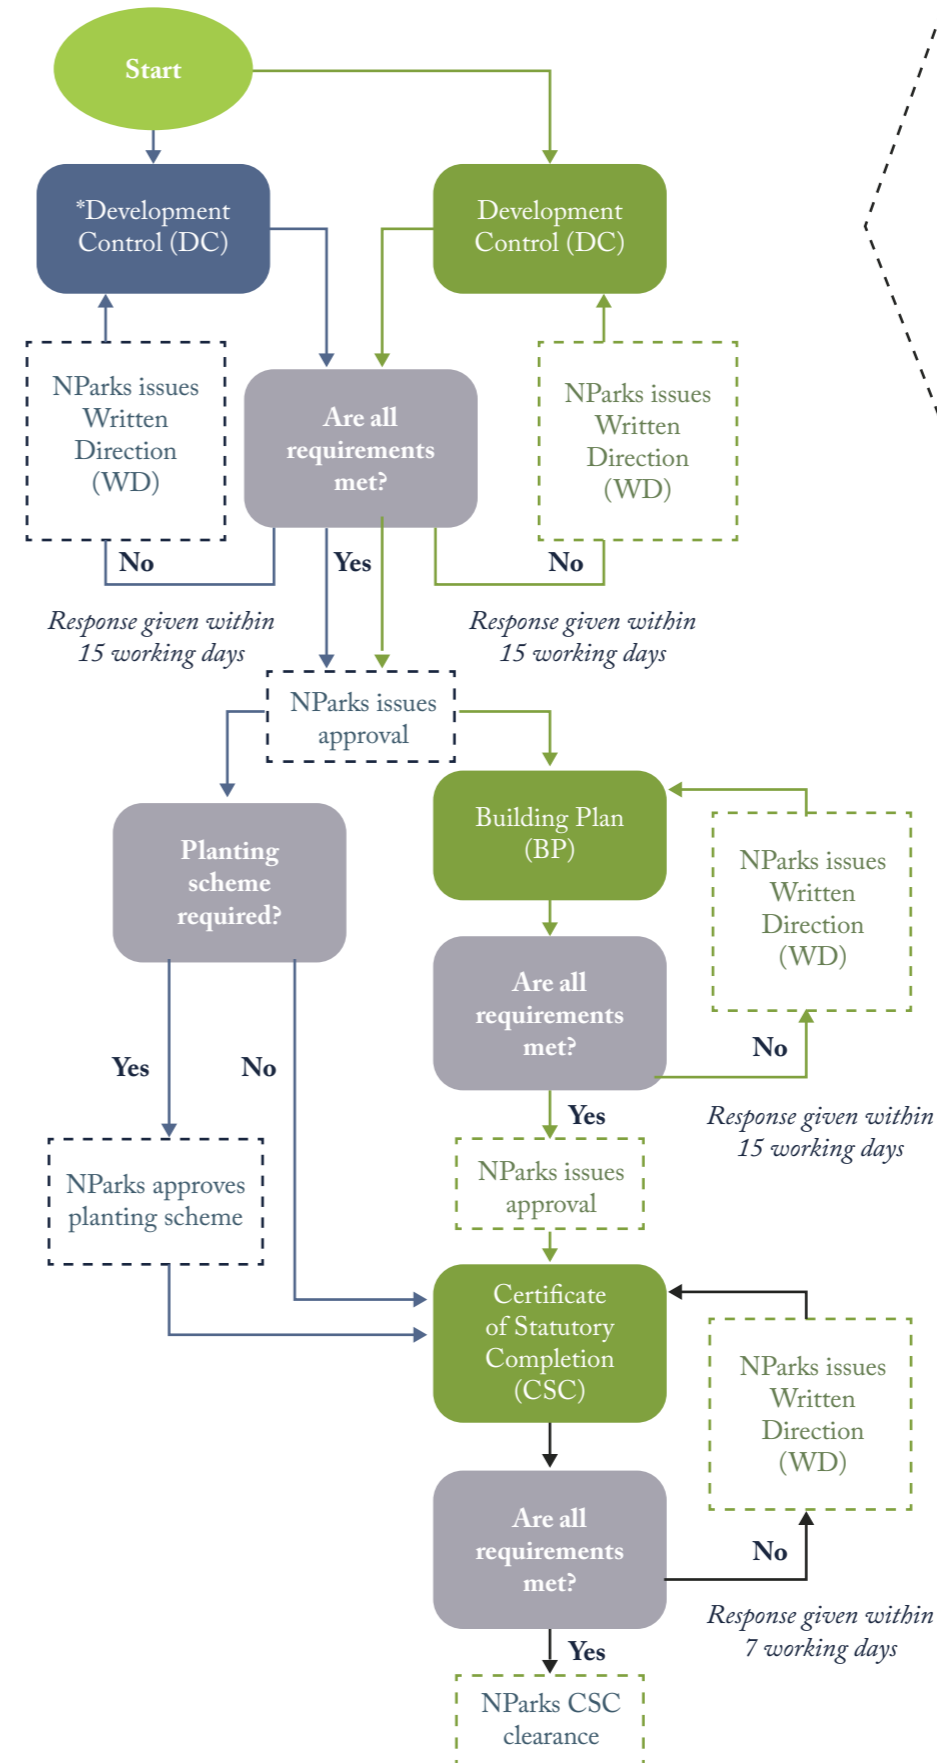 Start
*Development
Control (DC)
Development
Control (DC)
NParks issues
Written
Direction
(WD)
Are all
requirements
met?
NParks issues
Written
Direction
(WD)
No
Yes
No
Response given within
15 working days
Response given within
15 working days
NParks issues
approval
Planting
scheme
required?
Building Plan
(BP)
NParks issues
Written
Direction
(WD)
Are all
requirements
met?
No
Yes
No
Yes
Response given within
15 working days
NParks approves
planting scheme
NParks issues
approval
Certificate
of Statutory
Completion
(CSC)
NParks issues
Written
Direction
(WD)
Are all
requirements
met?
No
Response given within
7 working days
Yes
NParks CSC
clearance